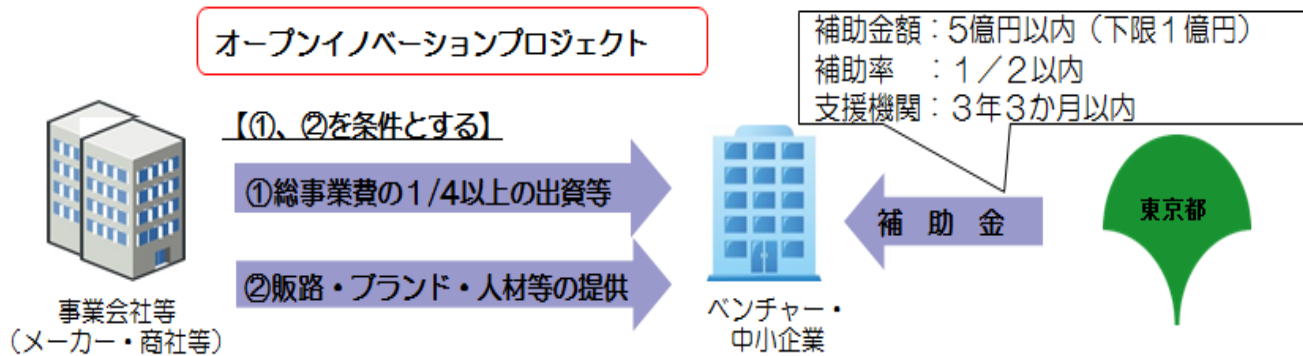 オープンイノベーションプロジェクト
補助金額：５億円以内（下限１億円）
補助率　：１／２以内
支援機関：３年３か月以内
【①、②を条件とする】
①総事業費の１/４以上の出資等
②販路・ブランド・人材等の提供
補　助　金
東京都
事業会社等
（メーカー・商社等）
ベンチャー・
中小企業